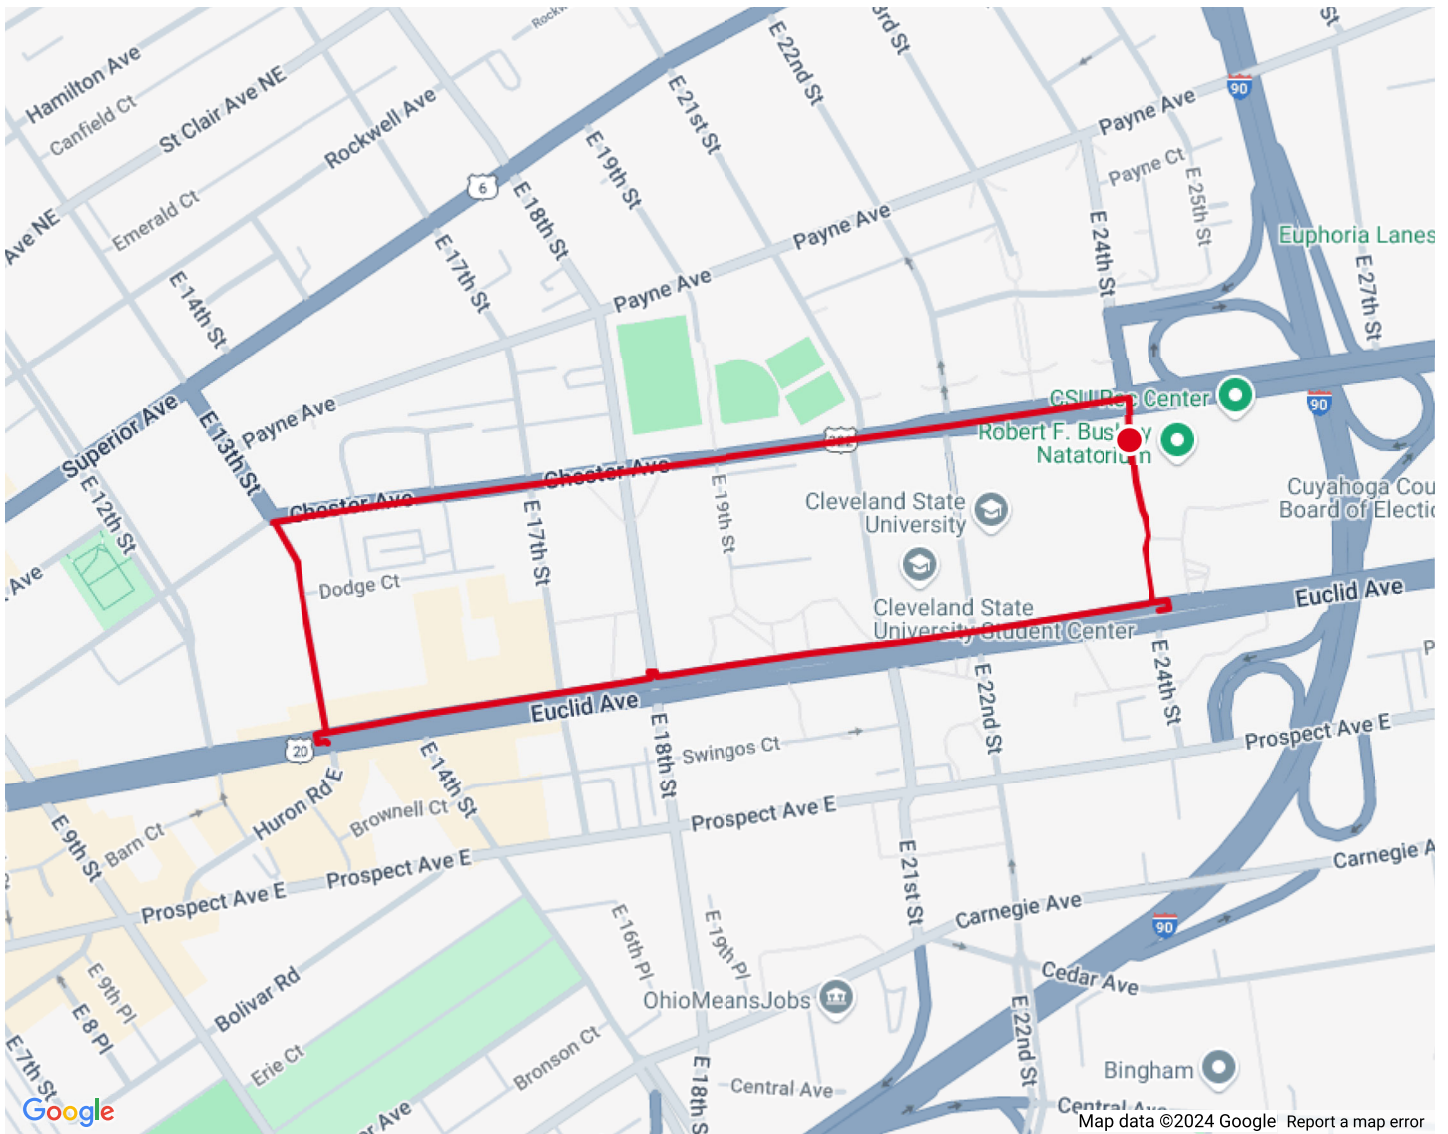 Hamilton Ave
Canfield Ct
St Clair Ave NE
Rockwell Ave
Ave NE
Emerald Ct
6
E 14th St
E 17th St
E 18th St
E 19th St
E 21st St
E 22nd St
3rd St
St
90
Payne Ave
Payne Ct
E 24th St
E 25th St
Euphoria Lanes
E 27th St
Payne Ave
Payne Ave
Payne Ave
Superior Ave
E 13th St
E 12th St
Ave
Chester Ave
Chester Ave
322
CSU Rec Center
90
Robert F. Busbey
Natatorium
Cleveland State
University
E 19th St
E 17th St
Cuyahoga Cou
Board of Electio
Dodge Ct
Cleveland State
University Student Center
Euclid Ave
Euclid Ave
20
E 18th St
E 22nd St
E 24th St
Swingos Ct
Prospect Ave E
E 14th St
Huron Rd E
Brownell Ct
Barn Ct
E 9th St
Prospect Ave E
Prospect Ave E
Prospect Ave E
E 21st St
Carnegie Ave
Carnegie A
90
E 16th Pl
E 19th Pl
Cedar Ave
E 9th Pl
E 8 Pl
E 7th St
Bolivar Rd
OhioMeansJobs
E 22nd St
Erie Ct
Bronson Ct
E 18th S
Bingham
Central Ave
Central Ave
er Ave
Google
Map data ©2024 Google
Report a map error